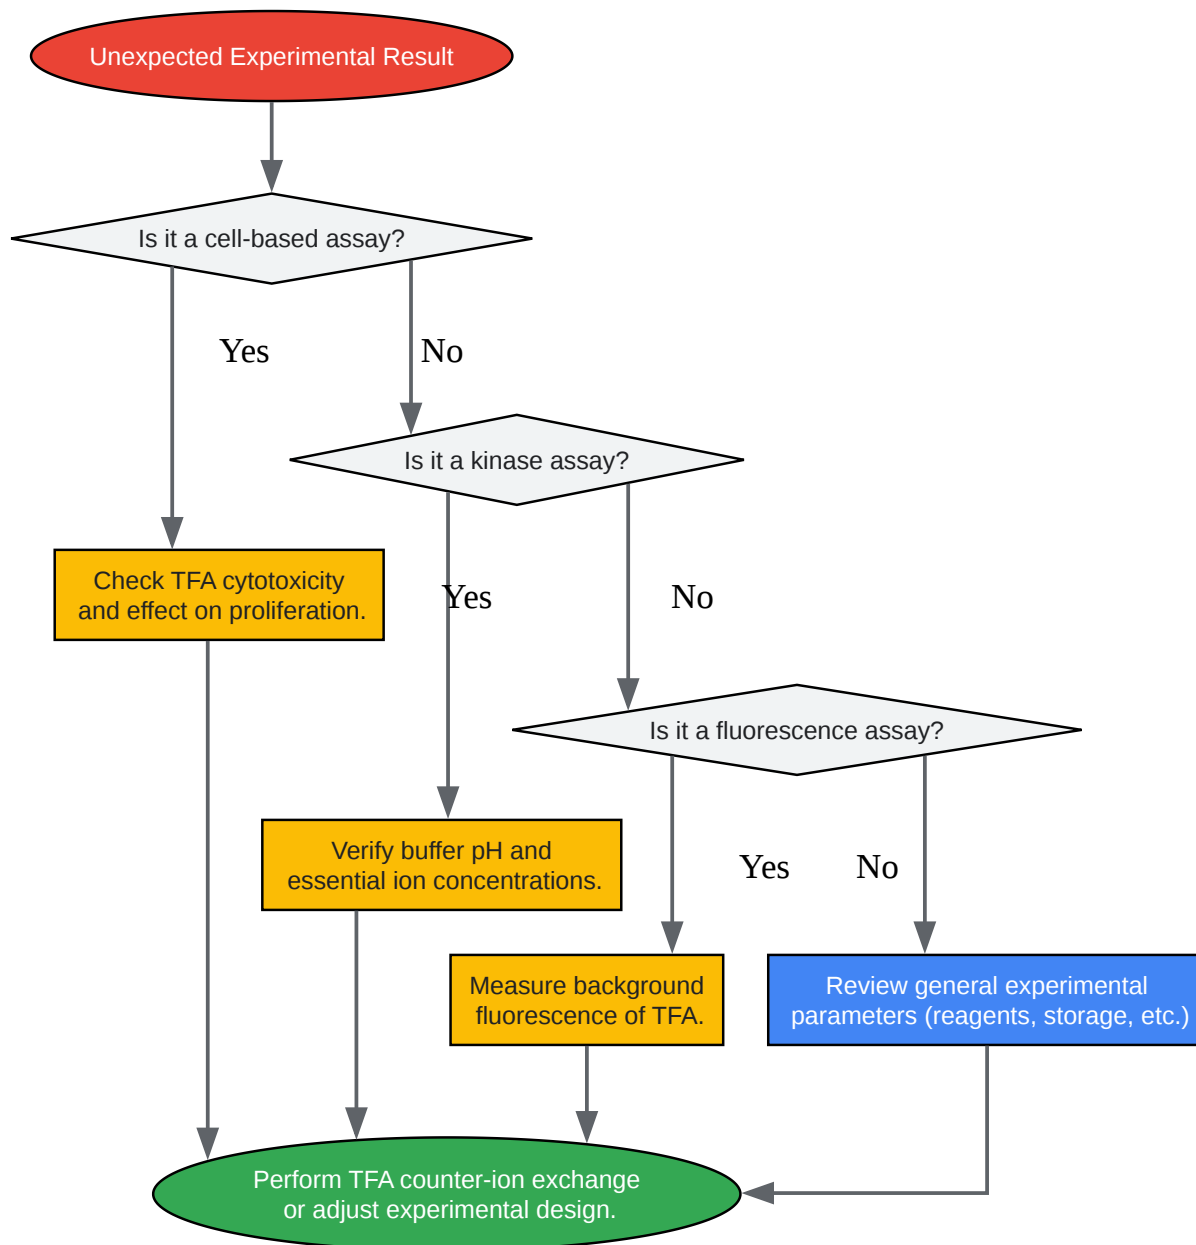 Unexpected Experimental Result
Is it a cell-based assay?
Yes
No
Is it a kinase assay?
Check TFA cytotoxicity
and effect on proliferation.
Yes
No
Is it a fluorescence assay?
Verify buffer pH and
essential ion concentrations.
Yes
No
Measure background
fluorescence of TFA.
Review general experimental
parameters (reagents, storage, etc.)
Perform TFA counter-ion exchange
or adjust experimental design.